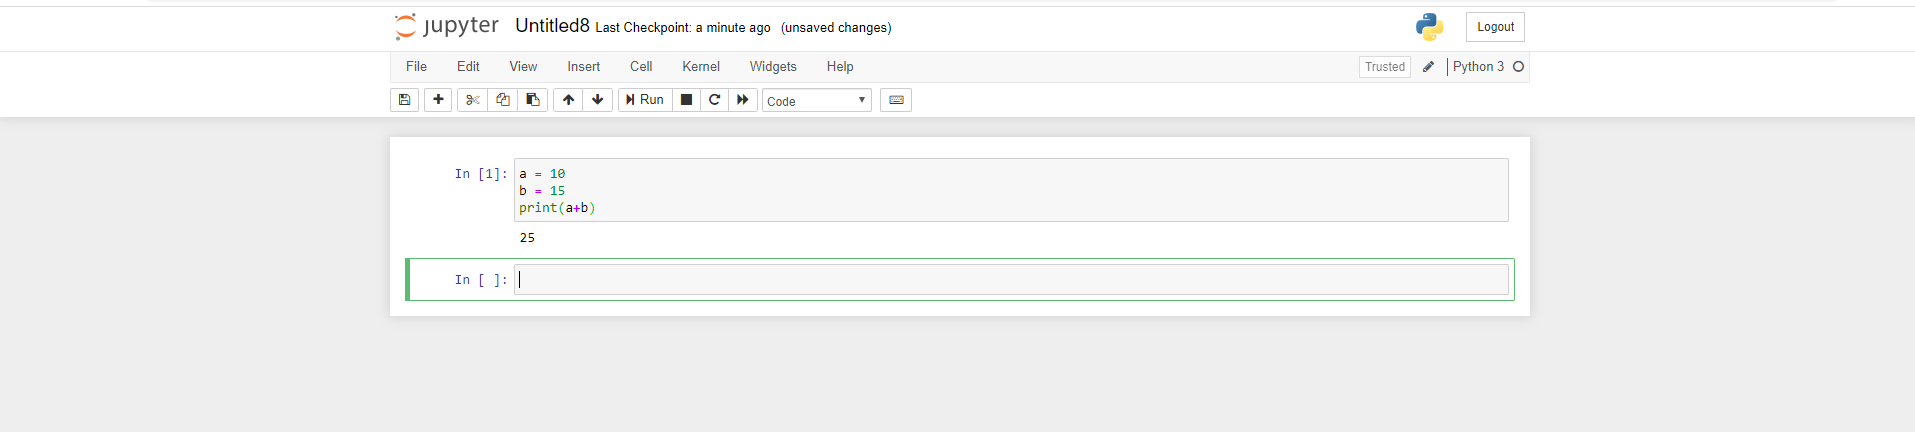 jupyter Untitled8 Last Checkpoint: a minute ago (unsaved changes) Logout
File Edit View Insert Cell Kernel Widgets Help Trusted Python 3
Run Code
In [1]: a = 10
b = 15
print(a+b)
25
In [ ]: